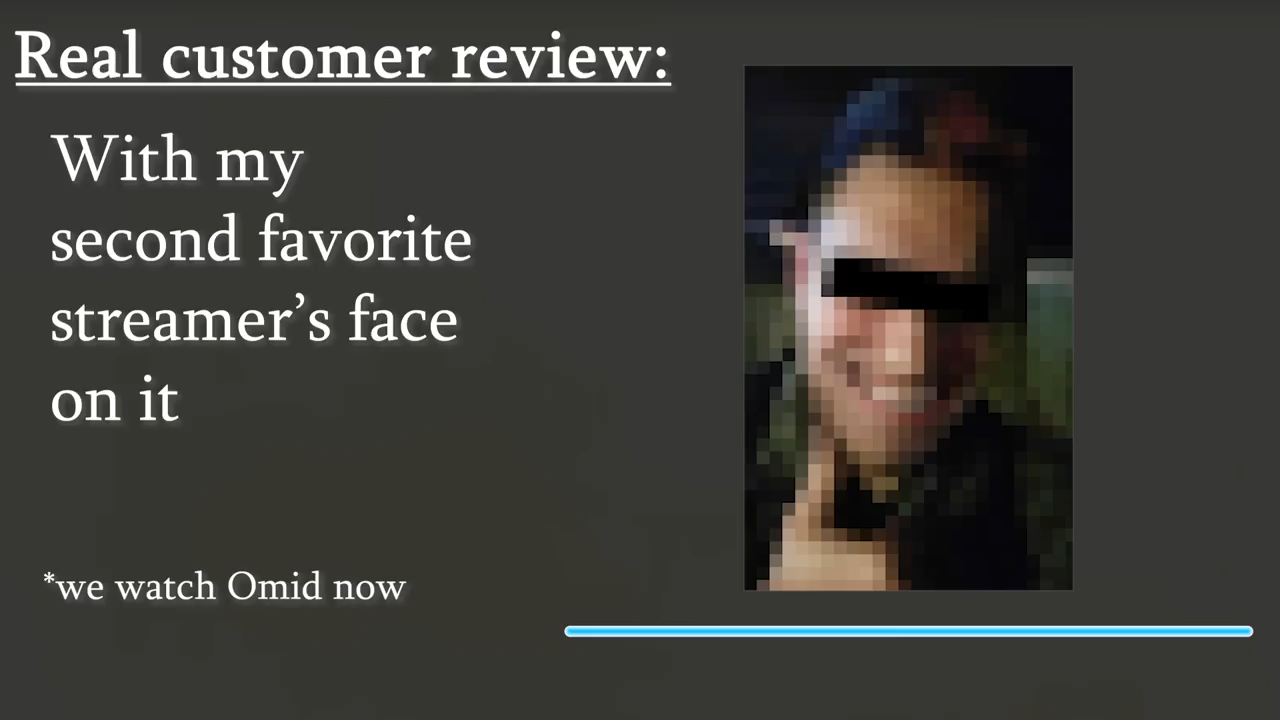 Real customer review:
With my
second favorite
streamer’s face
on it
*we watch Omid now